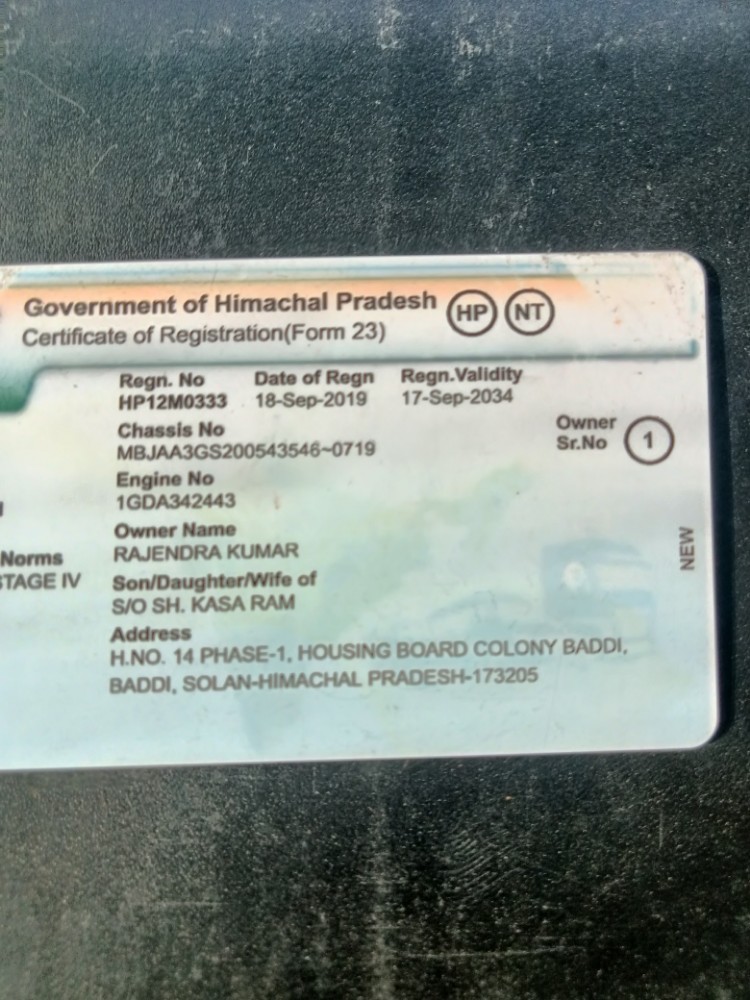 Government of Himachal Pradesh HP NT
Certificate of Registration(Form 23)
Regn. No Date of Regn Regn.Validity
HP12M0333 18-Sep-2019 17-Sep-2034
Chassis No
MBJAA3GS200543546~0719
Owner
Sr.No 1
Engine No
1GDA342443
Owner Name
RAJENDRA KUMAR
Norms
STAGE IV
Son/Daughter/Wife of
S/O SH. KASA RAM
Address
H.NO. 14 PHASE-1, HOUSING BOARD COLONY BADDI,
BADDI, SOLAN-HIMACHAL PRADESH-173205
NEW